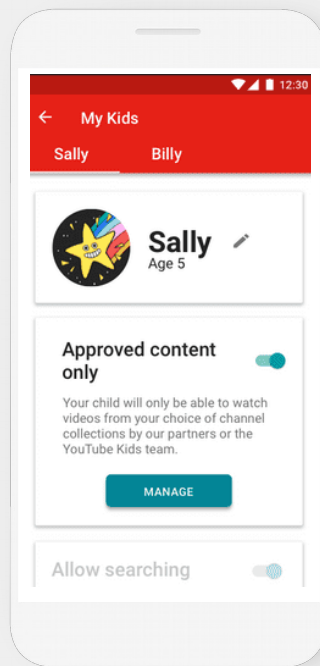 12:30
My Kids
Sally Billy
Sally
Age 5
Approved content
only
Your child will only be able to watch
videos from your choice of channel
collections by our partners or the
YouTube Kids team.
MANAGE
Allow searching